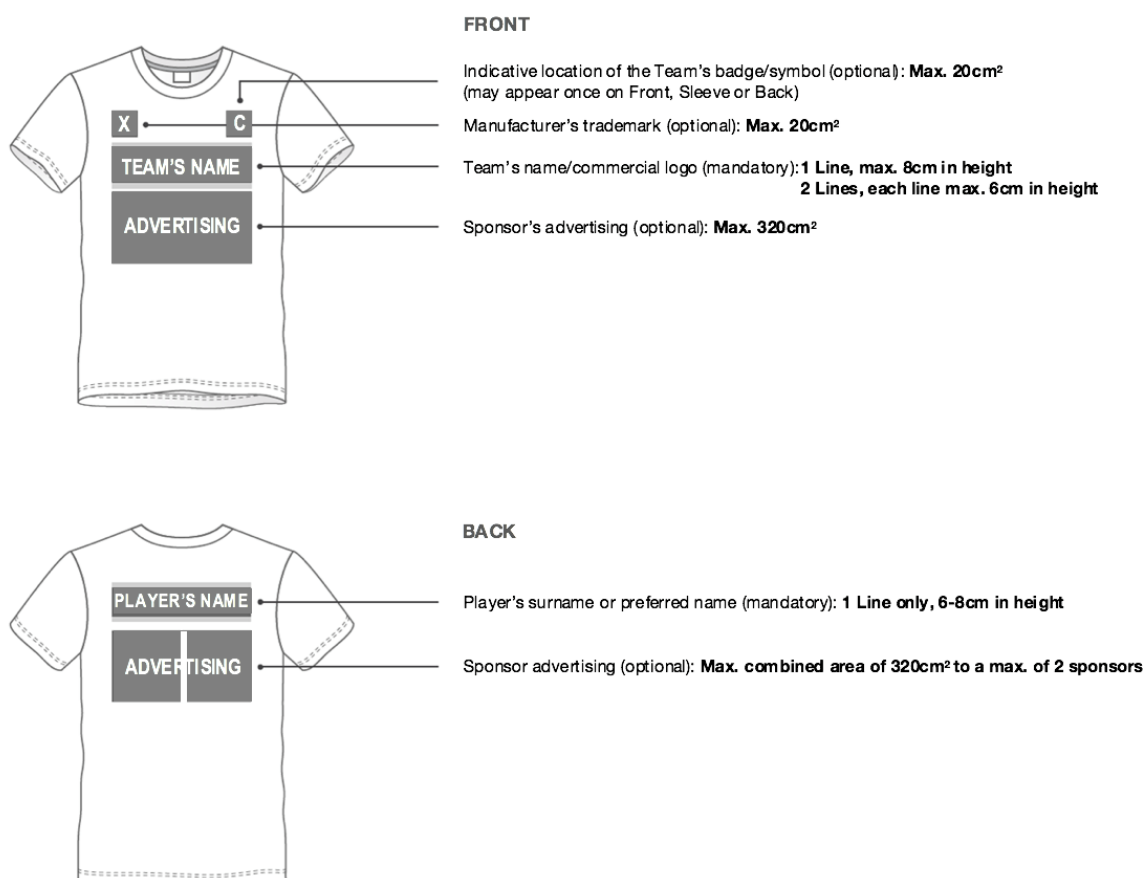 FRONT
Indicative location of the Team's badge/symbol (optional): Max. 20cm²
(may appear once on Front, Sleeve or Back)
X
C
Manufacturer's trademark (optional): Max. 20cm²
TEAM'S NAME
Team's name/commercial logo (mandatory): 1 Line, max. 8cm in height
2 Lines, each line max. 6cm in height
ADVERTISING
Sponsor's advertising (optional): Max. 320cm²
BACK
PLAYER'S NAME
Player's surname or preferred name (mandatory): 1 Line only, 6-8cm in height
ADVERTISING
Sponsor advertising (optional): Max. combined area of 320cm² to a max. of 2 sponsors